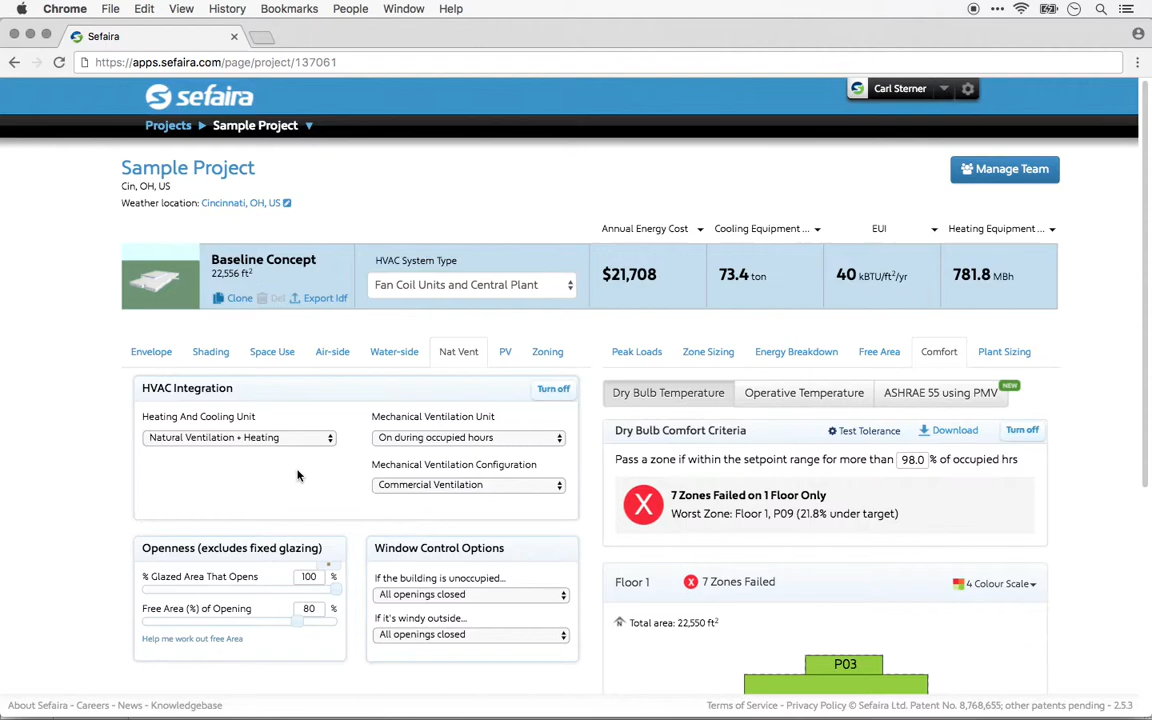 Chrome File Edit View History Bookmarks People Window Help
Sefaira
https://apps.sefaira.com/page/project/137061
sefaira
Carl Sterner
Projects Sample Project
Sample Project
Manage Team
Cin, OH, US
Weather location: Cincinnati, OH, US
Annual Energy Cost Cooling Equipment ... EUI Heating Equipment ...
Baseline Concept
22,556 ft²
Clone Del Export Idf
HVAC System Type
Fan Coil Units and Central Plant
$21,708 73.4 ton 40 kBTU/ft²/yr 781.8 MBh
Envelope Shading Space Use Air-side Water-side Nat Vent PV Zoning
Peak Loads Zone Sizing Energy Breakdown Free Area Comfort Plant Sizing
HVAC Integration Turn off
Heating And Cooling Unit
Natural Ventilation + Heating
Mechanical Ventilation Unit
On during occupied hours
Mechanical Ventilation Configuration
Commercial Ventilation
Openness (excludes fixed glazing)
% Glazed Area That Opens 100 %
Free Area (%) of Opening 80 %
Help me work out free Area
Window Control Options
If the building is unoccupied...
All openings closed
If it's windy outside...
All openings closed
Dry Bulb Temperature Operative Temperature ASHRAE 55 using PMV NEW
Dry Bulb Comfort Criteria Test Tolerance Download Turn off
Pass a zone if within the setpoint range for more than 98.0 % of occupied hrs
X
7 Zones Failed on 1 Floor Only
Worst Zone: Floor 1, P09 (21.8% under target)
Floor 1 7 Zones Failed 4 Colour Scale
Total area: 22,550 ft²
P03
About Sefaira - Careers - News - Knowledgebase
Terms of Service - Privacy Policy © Sefaira Ltd. Patent No. 8,768,655; other patents pending - 2.5.3